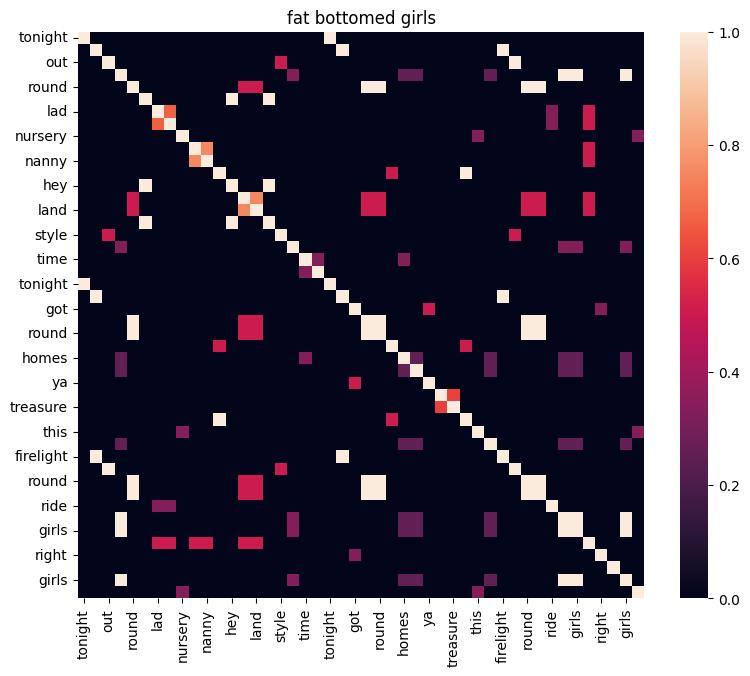 fat bottomed girls
tonight
out
round
lad
nursery
nanny
hey
land
style
time
tonight
got
round
homes
ya
treasure
this
firelight
round
ride
girls
right
girls
tonight
out
round
lad
nursery
nanny
hey
land
style
time
tonight
got
round
homes
ya
treasure
this
firelight
round
ride
girls
right
girls
1.0
0.8
0.6
0.4
0.2
0.0